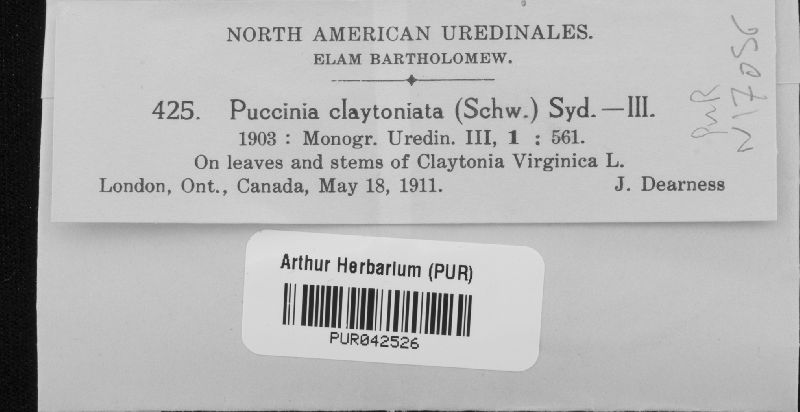 NORTH AMERICAN UREDINALES.
ELAM BARTHOLOMEW.
425. Puccinia claytoniata (Schw.) Syd.—III.
1903 : Monogr. Uredin. III, 1 : 561.
On leaves and stems of Claytonia Virginica L.
London, Ont., Canada, May 18, 1911. J. Dearness
PUR
N17056
Arthur Herbarium (PUR)
PUR042526